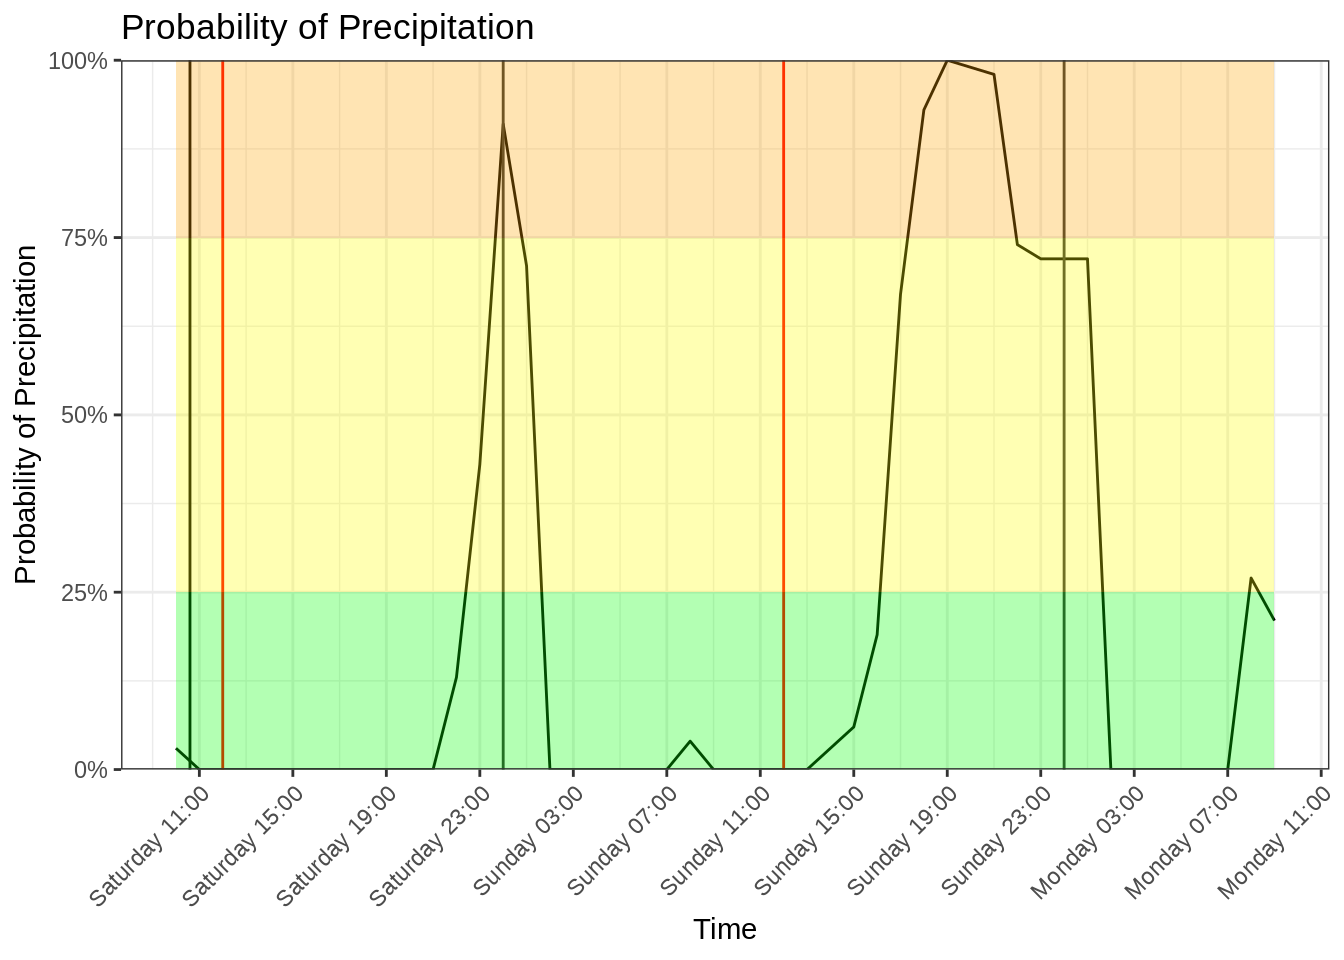 Probability of Precipitation
Probability of Precipitation
100%
75%
50%
25%
0%
Saturday 11:00
Saturday 15:00
Saturday 19:00
Saturday 23:00
Sunday 03:00
Sunday 07:00
Sunday 11:00
Sunday 15:00
Sunday 19:00
Sunday 23:00
Monday 03:00
Monday 07:00
Monday 11:00
Time